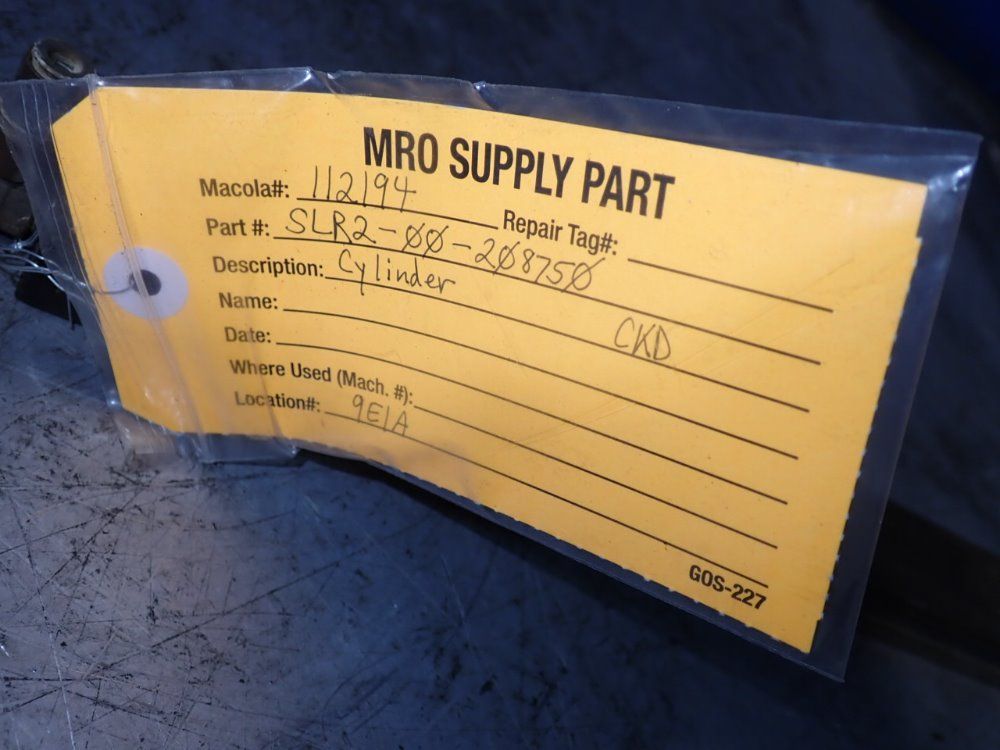 MRO SUPPLY PART
Macola#: 112194
Repair Tag#:
Part #: SLR2-00-208750
Description: Cylinder CKD
Name:
Date:
Where Used (Mach. #):
Location#: 9E1A
GOS-227